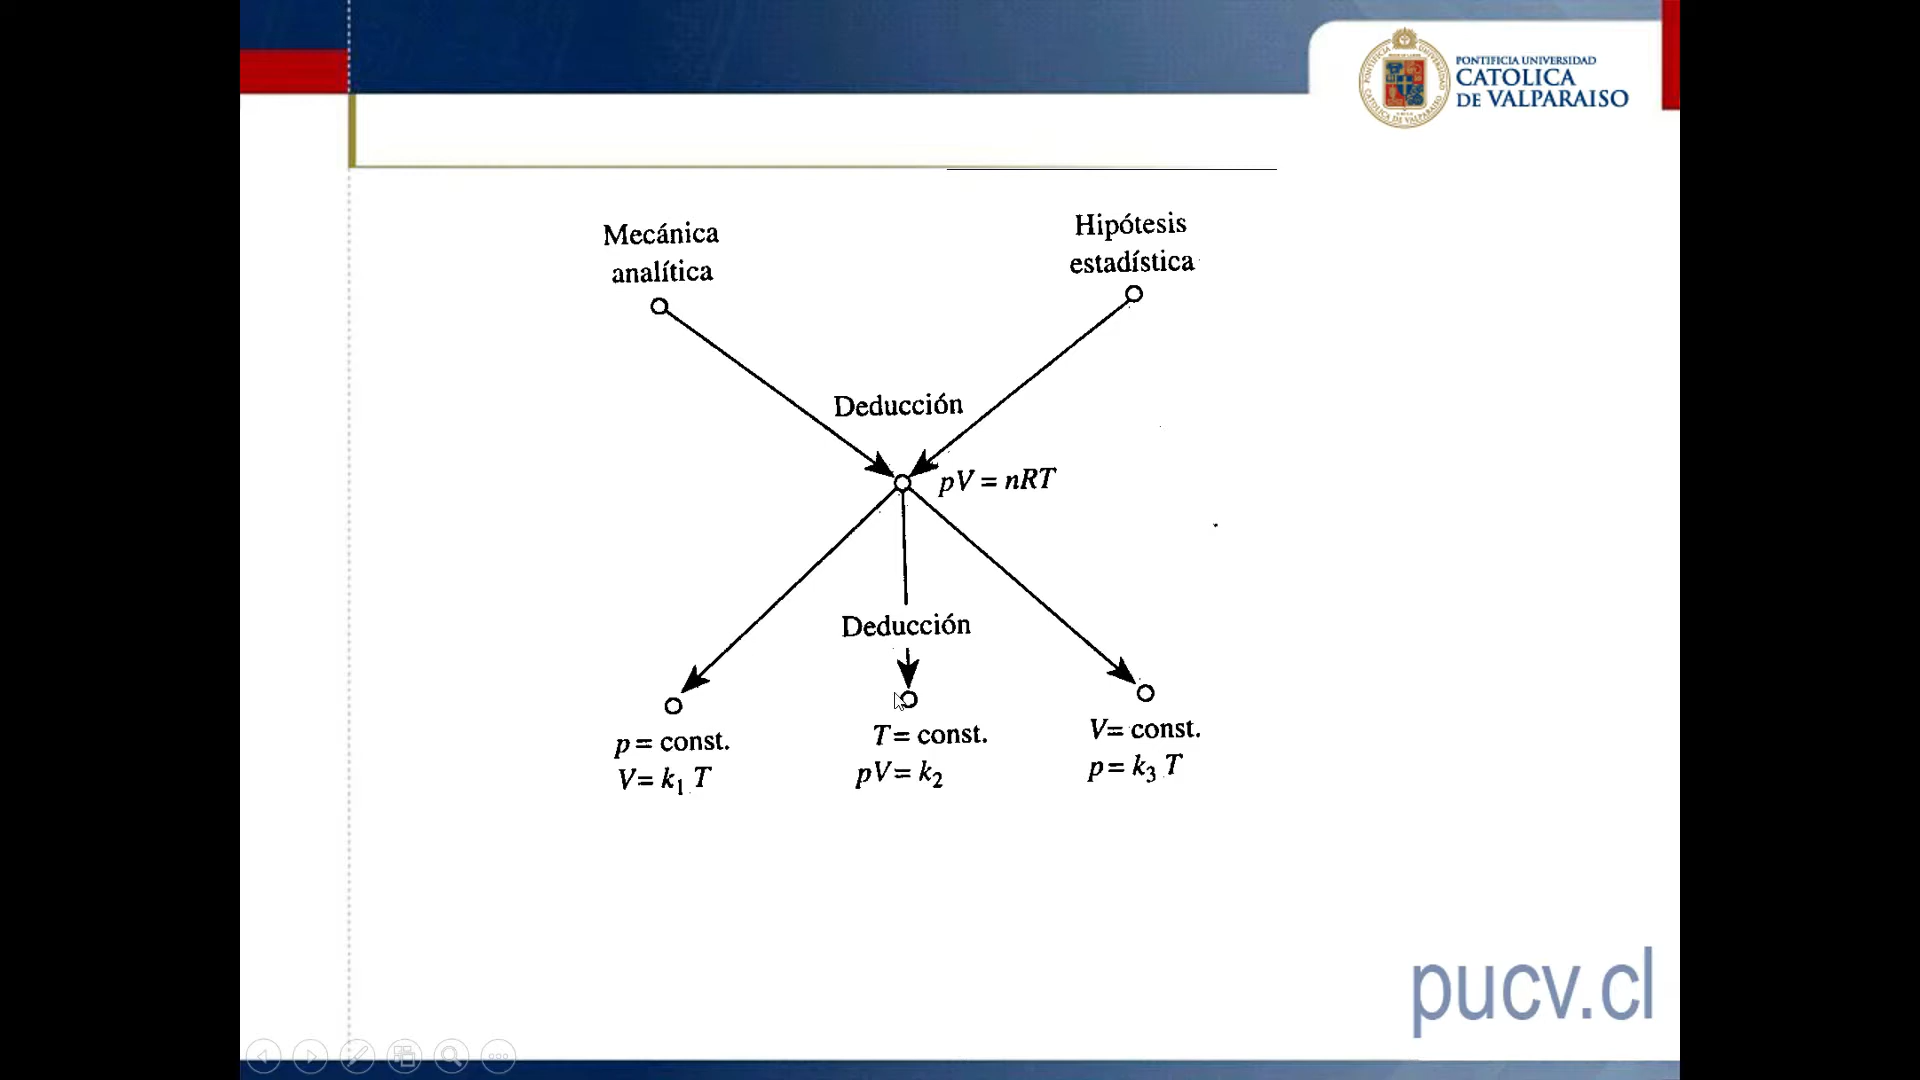 PONTIFICIA UNIVERSIDAD
CATOLICA
DE VALPARAISO
Mecánica
analítica
Hipótesis
estadística
Deducción
pV = nRT
Deducción
p = const.
V= k₁ T
T= const.
pV= k₂
V= const.
p= k₃ T
pucv.cl